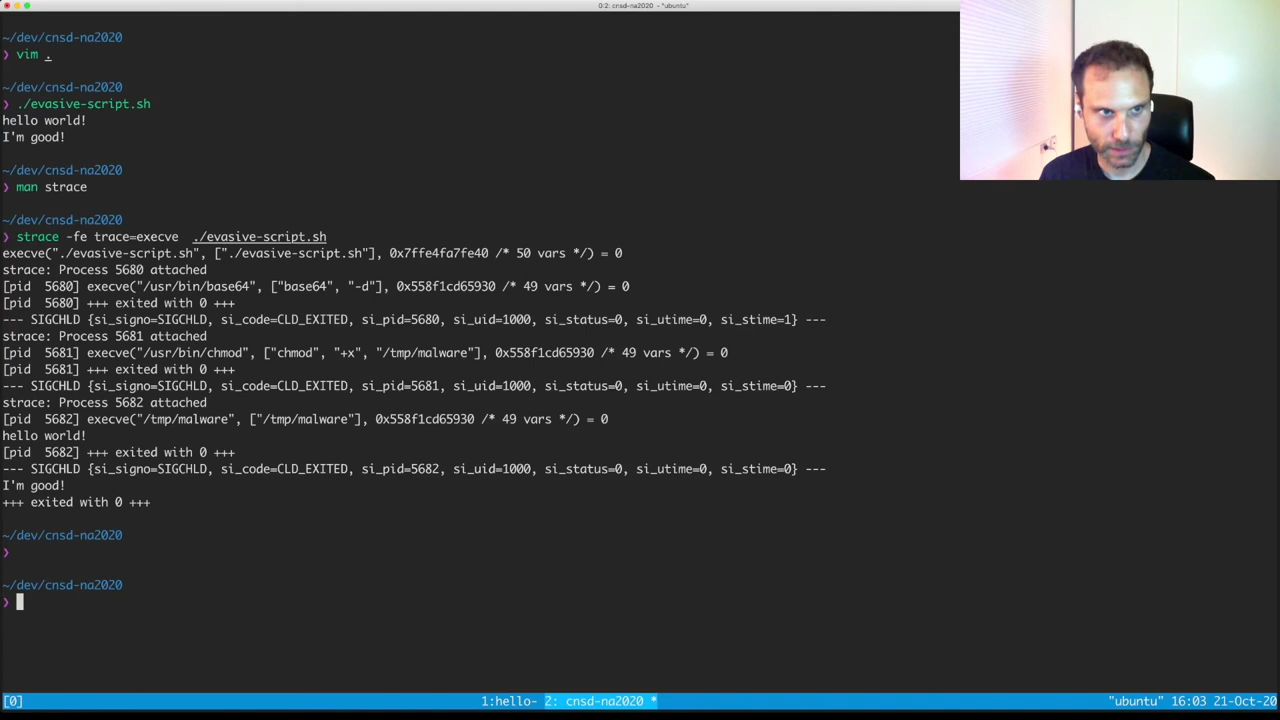 0:2: cnsd-na2020 - "ubuntu"
~/dev/cnsd-na2020
❯ vim .
~/dev/cnsd-na2020
❯ ./evasive-script.sh
hello world!
I'm good!
~/dev/cnsd-na2020
❯ man strace
~/dev/cnsd-na2020
❯ strace -fe trace=execve  ./evasive-script.sh
execve("./evasive-script.sh", ["./evasive-script.sh"], 0x7ffe4fa7fe40 /* 50 vars */) = 0
strace: Process 5680 attached
[pid  5680] execve("/usr/bin/base64", ["base64", "-d"], 0x558f1cd65930 /* 49 vars */) = 0
[pid  5680] +++ exited with 0 +++
--- SIGCHLD {si_signo=SIGCHLD, si_code=CLD_EXITED, si_pid=5680, si_uid=1000, si_status=0, si_utime=0, si_stime=1} ---
strace: Process 5681 attached
[pid  5681] execve("/usr/bin/chmod", ["chmod", "+x", "/tmp/malware"], 0x558f1cd65930 /* 49 vars */) = 0
[pid  5681] +++ exited with 0 +++
--- SIGCHLD {si_signo=SIGCHLD, si_code=CLD_EXITED, si_pid=5681, si_uid=1000, si_status=0, si_utime=0, si_stime=0} ---
strace: Process 5682 attached
[pid  5682] execve("/tmp/malware", ["/tmp/malware"], 0x558f1cd65930 /* 49 vars */) = 0
hello world!
[pid  5682] +++ exited with 0 +++
--- SIGCHLD {si_signo=SIGCHLD, si_code=CLD_EXITED, si_pid=5682, si_uid=1000, si_status=0, si_utime=0, si_stime=0} ---
I'm good!
+++ exited with 0 +++
~/dev/cnsd-na2020
❯
~/dev/cnsd-na2020
❯
[0] 1:hello- 2: cnsd-na2020 * "ubuntu" 16:03 21-Oct-20